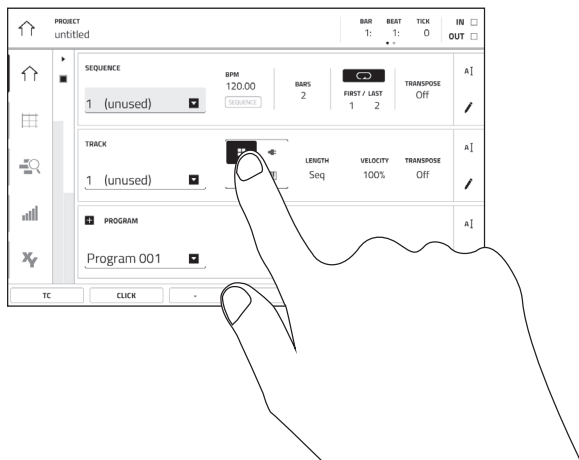 PROJECT
untitled
BAR BEAT TICK
1: 1: 0
IN
OUT
SEQUENCE
1 (unused)
BPM
120.00
SEQUENCE
BARS
2
FIRST / LAST
1 2
TRANSPOSE
Off
A
TRACK
1 (unused)
LENGTH
Seq
VELOCITY
100%
TRANSPOSE
Off
A
PROGRAM
Program 001
A
XY
TC
CLICK
-